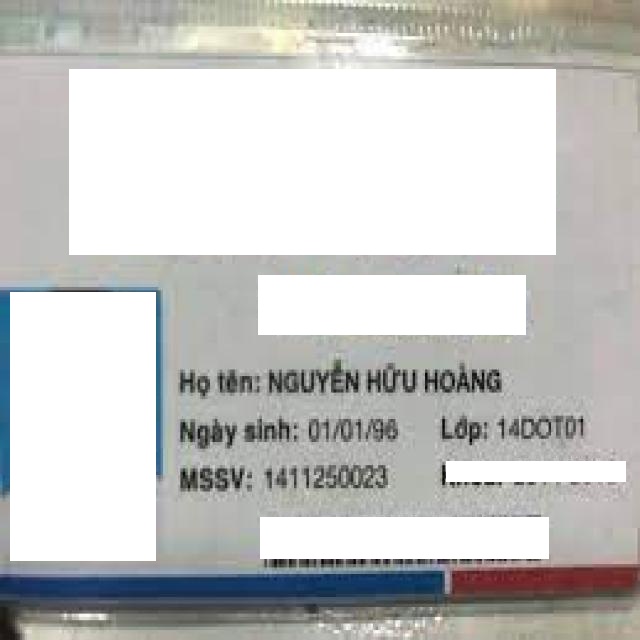 Họ tên: NGUYỄN HỮU HOÀNG
Ngày sinh: 01/01/96 Lớp: 14DOT01
MSSV: 1411250023